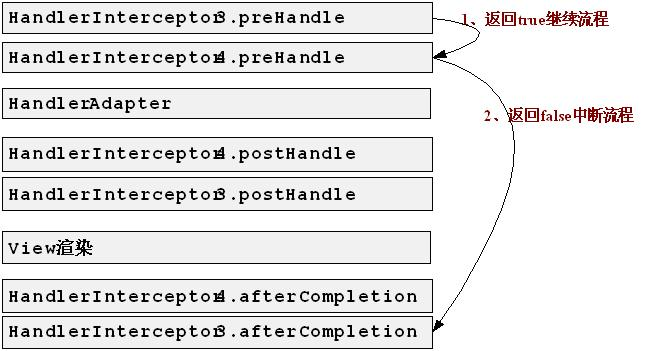 HandlerInterceptor3.preHandle
1、返回true继续流程
HandlerInterceptor4.preHandle
HandlerAdapter
2、返回false中断流程
HandlerInterceptor4.postHandle
HandlerInterceptor3.postHandle
View渲染
HandlerInterceptor4.afterCompletion
HandlerInterceptor3.afterCompletion